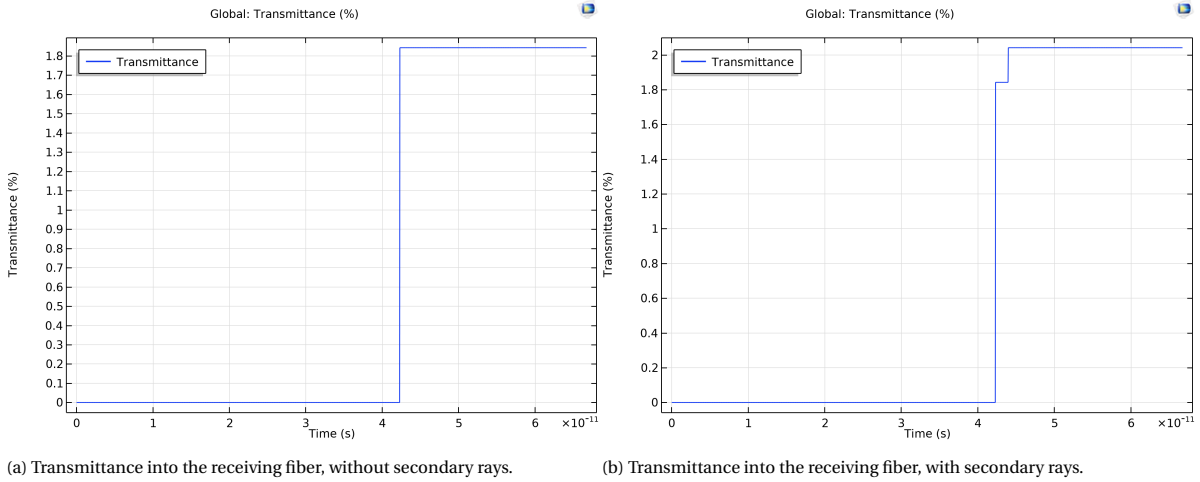 Global: Transmittance (%)
Transmittance
Transmittance (%)
1.8
1.7
1.6
1.5
1.4
1.3
1.2
1.1
1
0.9
0.8
0.7
0.6
0.5
0.4
0.3
0.2
0.1
0
0 1 2 3 4 5 6 ×10⁻¹¹
Time (s)
(a) Transmittance into the receiving fiber, without secondary rays.
Global: Transmittance (%)
Transmittance
Transmittance (%)
2
1.8
1.6
1.4
1.2
1
0.8
0.6
0.4
0.2
0
0 1 2 3 4 5 6 ×10⁻¹¹
Time (s)
(b) Transmittance into the receiving fiber, with secondary rays.